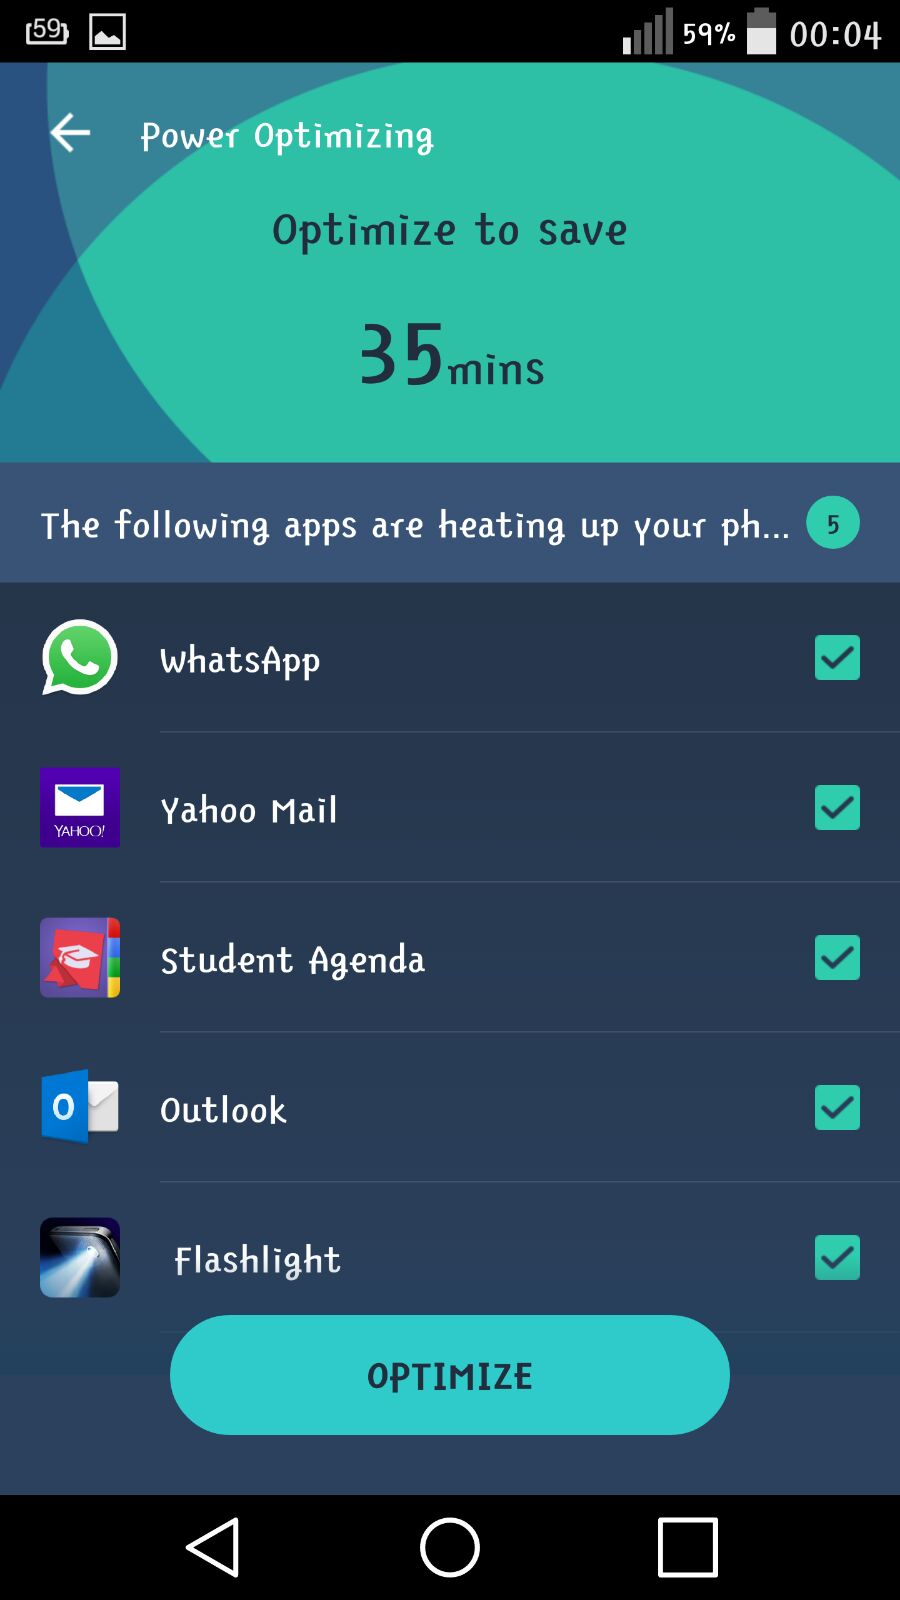 59
59%
00:04
Power Optimizing
Optimize to save
35mins
The following apps are heating up your ph...
5
WhatsApp
Yahoo Mail
YAHOO!
Student Agenda
Outlook
Flashlight
OPTIMIZE